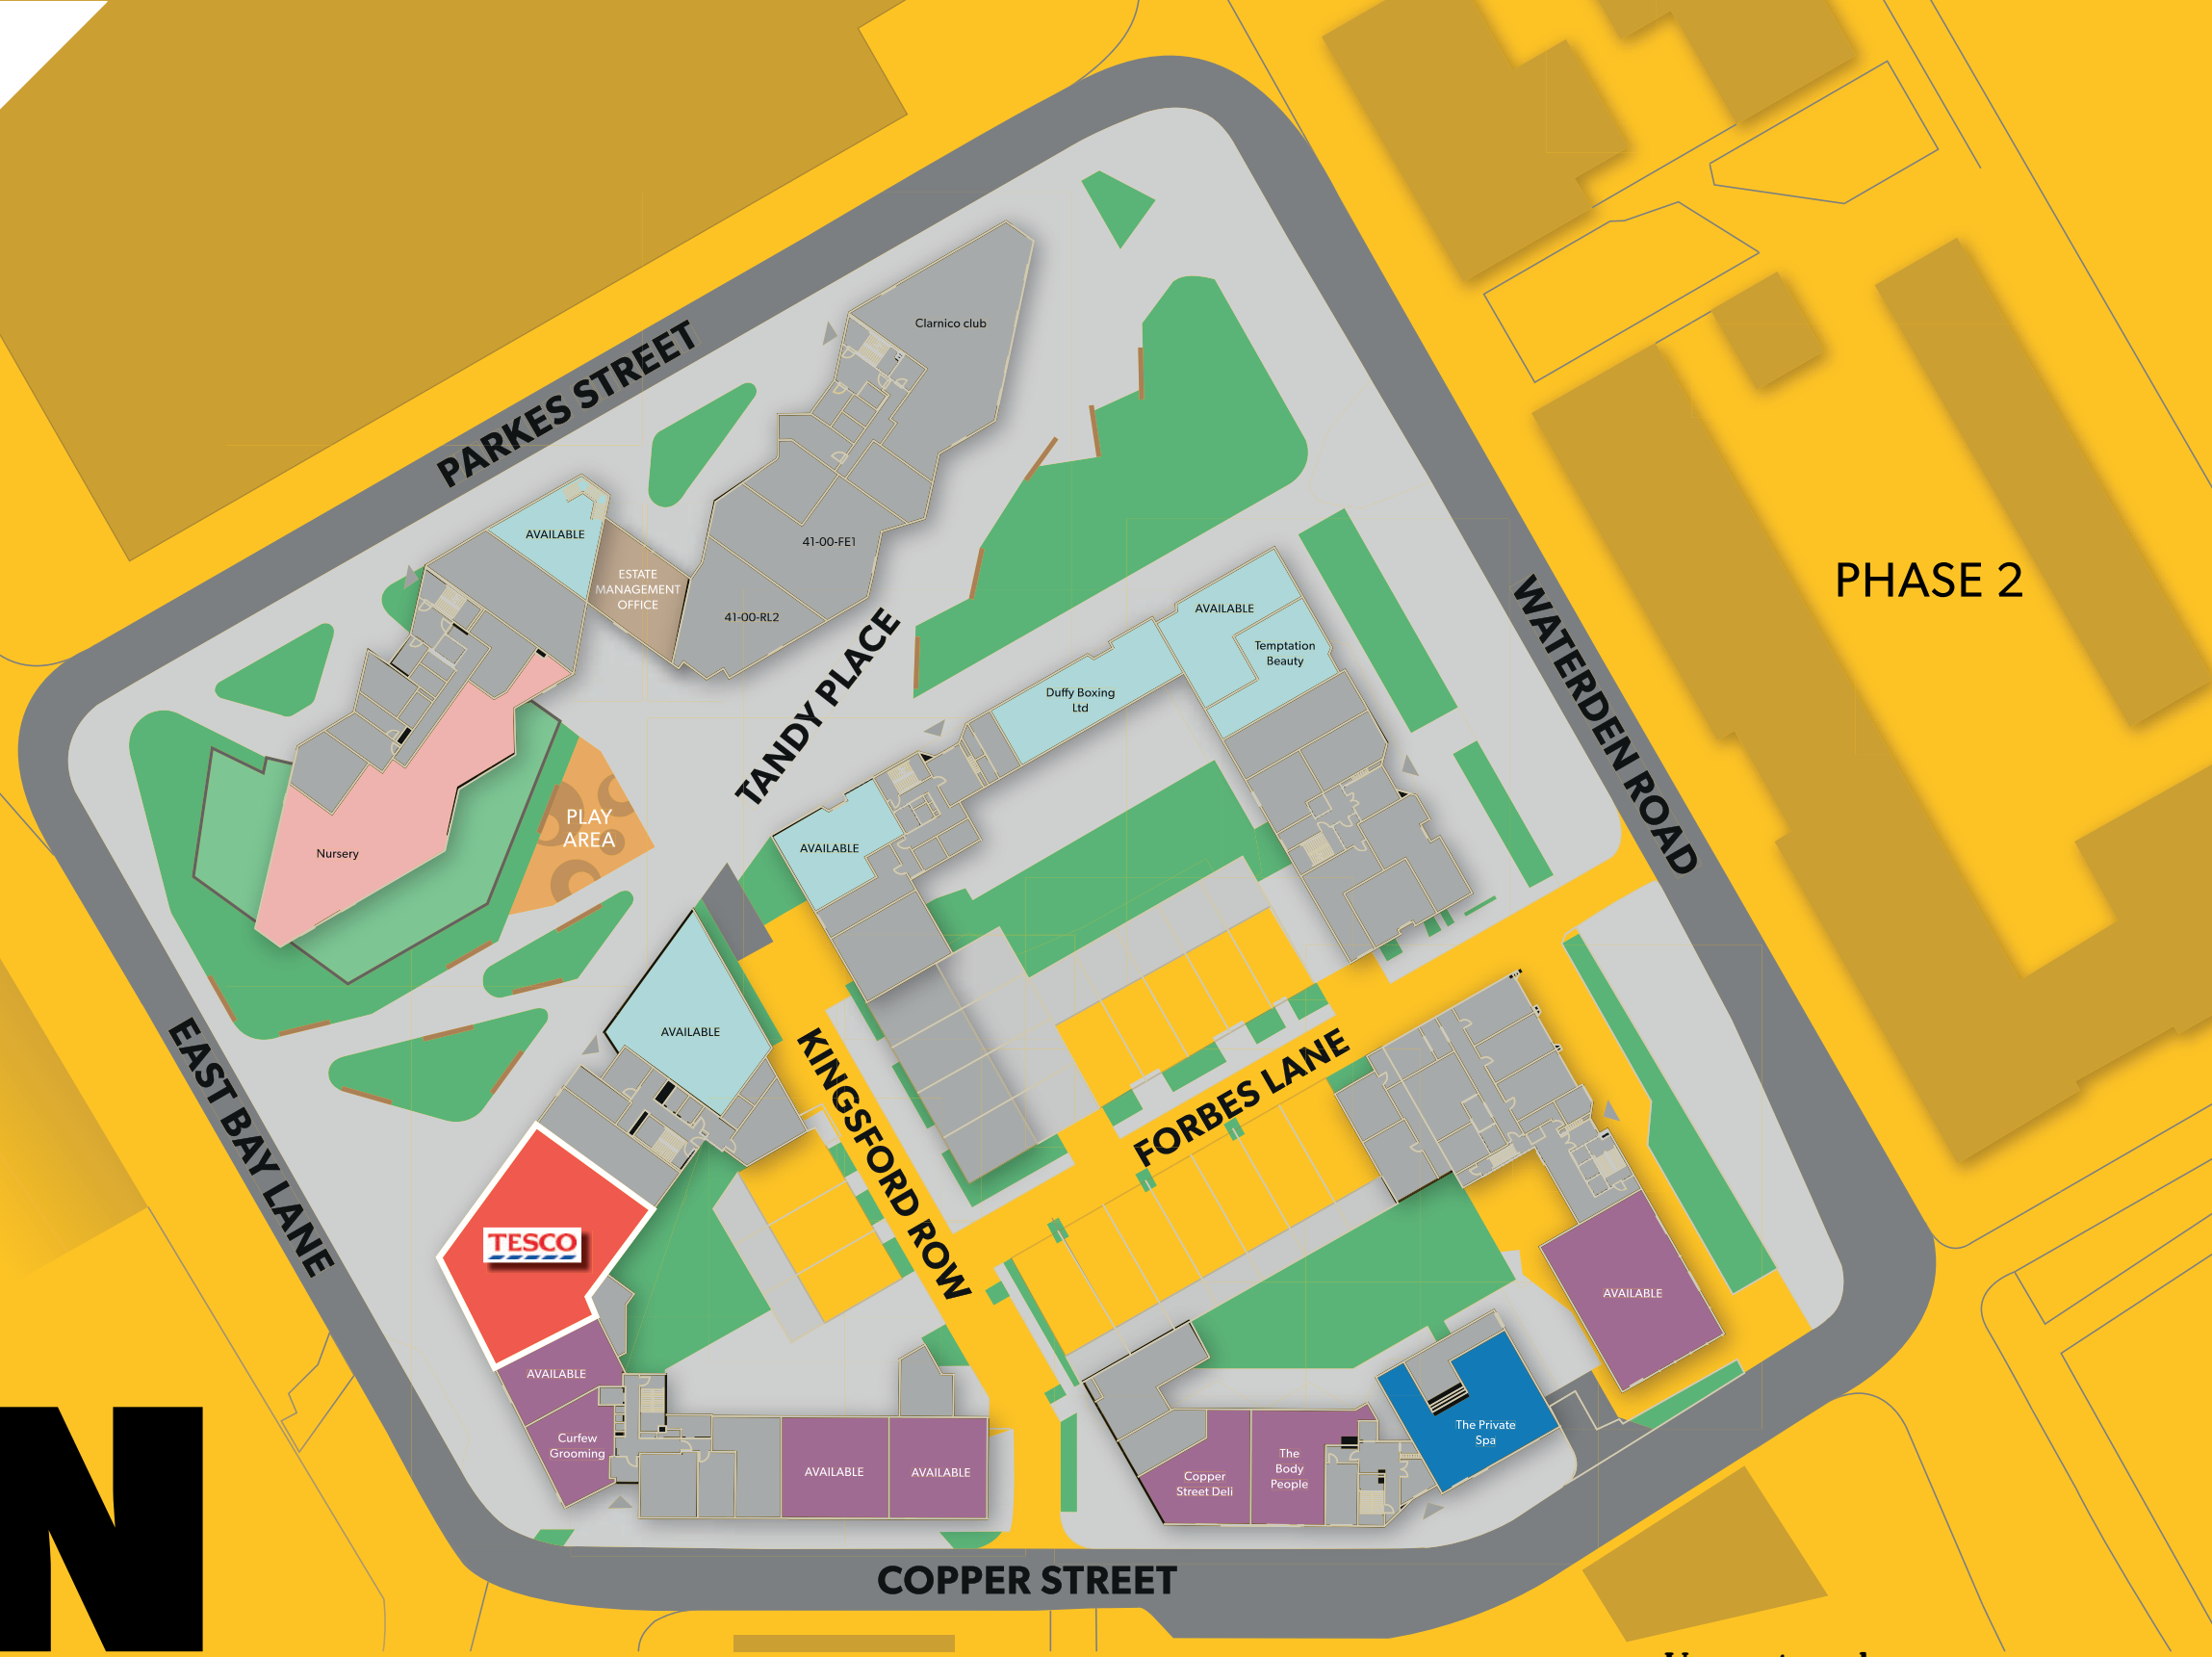 Clarnico club
PARKES STREET
AVAILABLE
41-00-FE1
ESTATE
MANAGEMENT
OFFICE
41-00-RL2
PHASE 2
AVAILABLE
Temptation
Beauty
Duffy Boxing
Ltd
TANDY PLACE
WATERDEN ROAD
PLAY
AREA
Nursery
AVAILABLE
AVAILABLE
KINGSFORD ROW
FORBES LANE
EAST BAY LANE
TESCO
AVAILABLE
AVAILABLE
Curfew
Grooming
AVAILABLE
AVAILABLE
Copper
Street Deli
The
Body
People
The Private
Spa
COPPER STREET
N